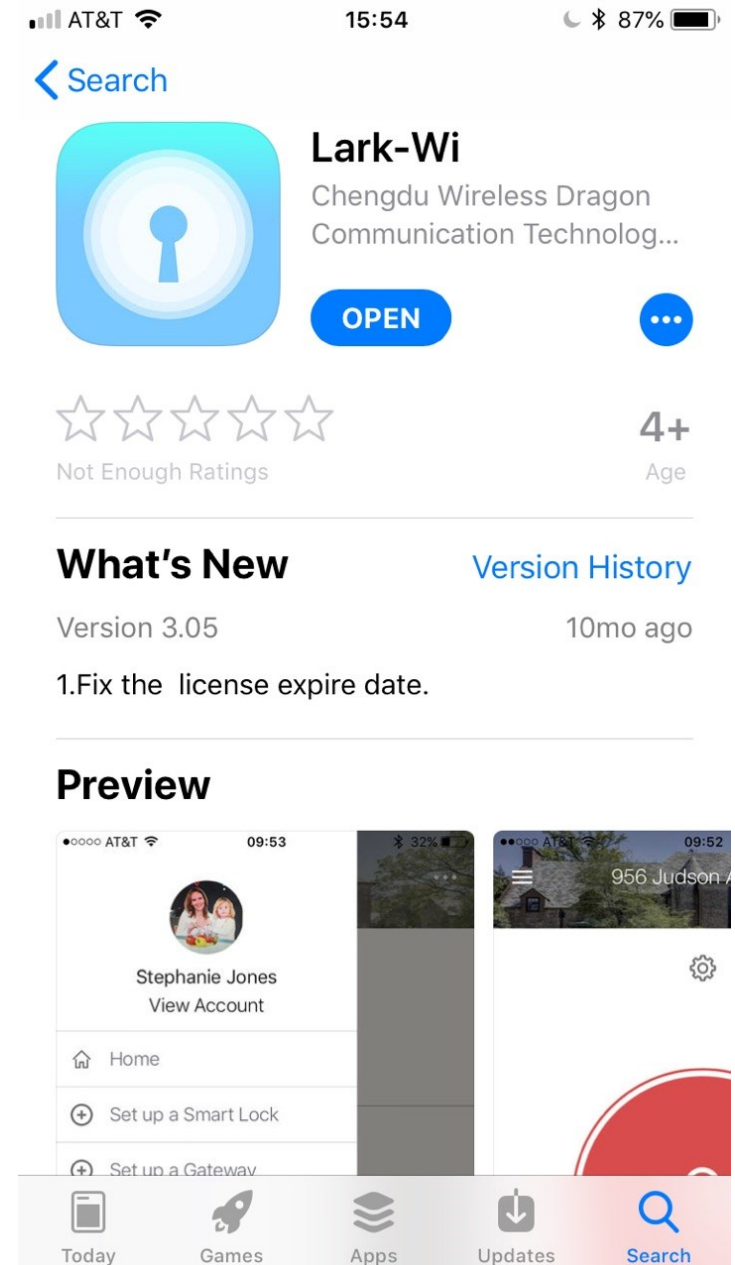 AT&T 15:54 87%
Search
Lark-Wi
Chengdu Wireless Dragon
Communication Technolog...
OPEN
4+
Not Enough Ratings Age
What's New Version History
Version 3.05 10mo ago
1.Fix the  license expire date.
Preview
AT&T 09:53 32% AT&T 09:52
956 Judson A
Stephanie Jones
View Account
Home
Set up a Smart Lock
Set up a Gateway
Today Games Apps Updates Search